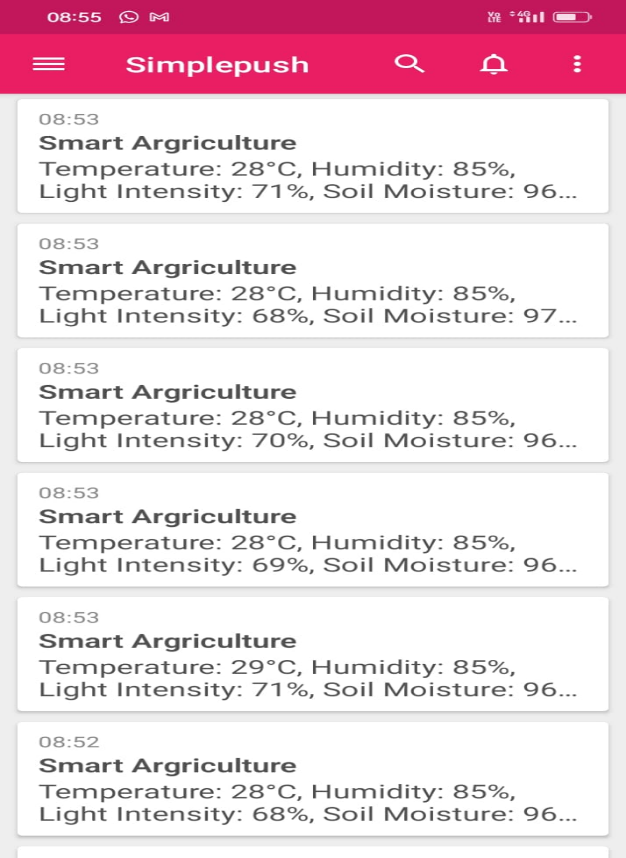 08:55
Vo LTE 4G
Simplepush
08:53
Smart Argriculture
Temperature: 28°C, Humidity: 85%,
Light Intensity: 71%, Soil Moisture: 96...
08:53
Smart Argriculture
Temperature: 28°C, Humidity: 85%,
Light Intensity: 68%, Soil Moisture: 97...
08:53
Smart Argriculture
Temperature: 28°C, Humidity: 85%,
Light Intensity: 70%, Soil Moisture: 96...
08:53
Smart Argriculture
Temperature: 28°C, Humidity: 85%,
Light Intensity: 69%, Soil Moisture: 96...
08:53
Smart Argriculture
Temperature: 29°C, Humidity: 85%,
Light Intensity: 71%, Soil Moisture: 96...
08:52
Smart Argriculture
Temperature: 28°C, Humidity: 85%,
Light Intensity: 68%, Soil Moisture: 96...